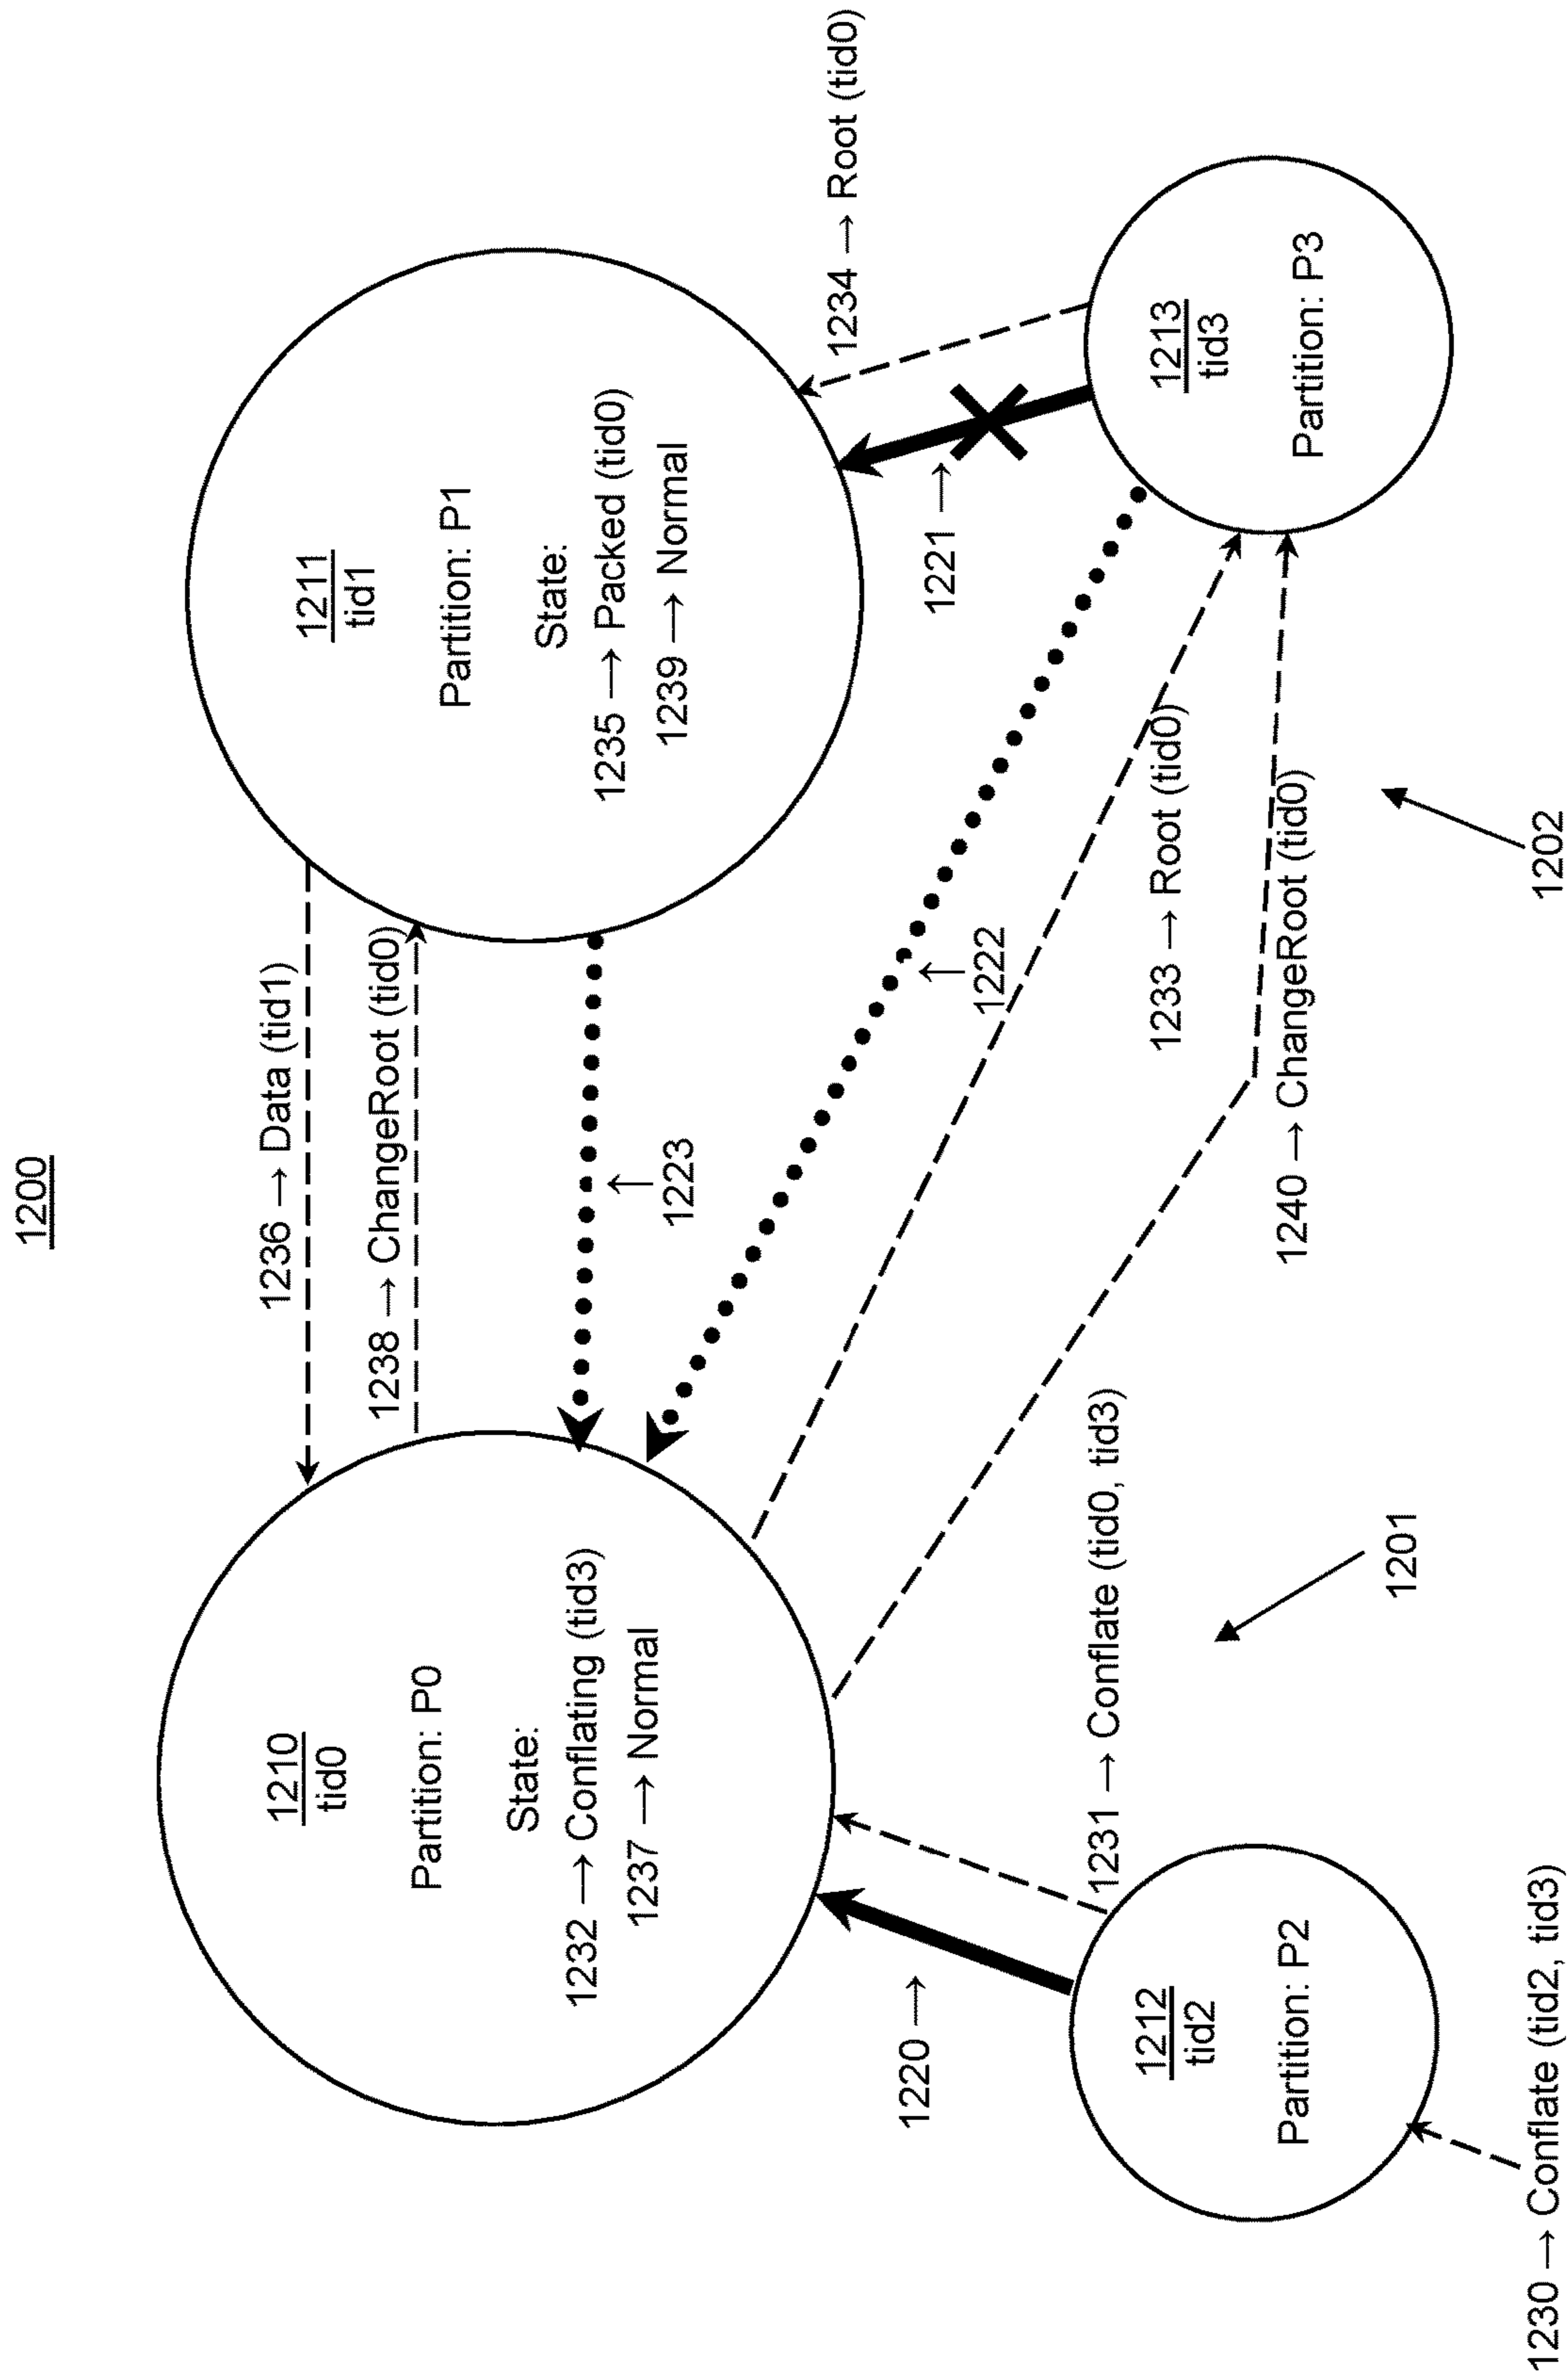 1200
1236 → Data (tid1)
1238 → ChangeRoot (tid0)
1210
tid0
Partition: P0
State:
1232 → Conflating (tid3)
1237 → Normal
1211
tid1
Partition: P1
State:
1235 → Packed (tid0)
1239 → Normal
1223
1222
1220 →
1221 →
1234 → Root (tid0)
1212
tid2
Partition: P2
1231 → Conflate (tid0, tid3)
1233 → Root (tid0)
1240 → ChangeRoot (tid0)
1213
tid3
Partition: P3
1201
1202
1230 → Conflate (tid2, tid3)